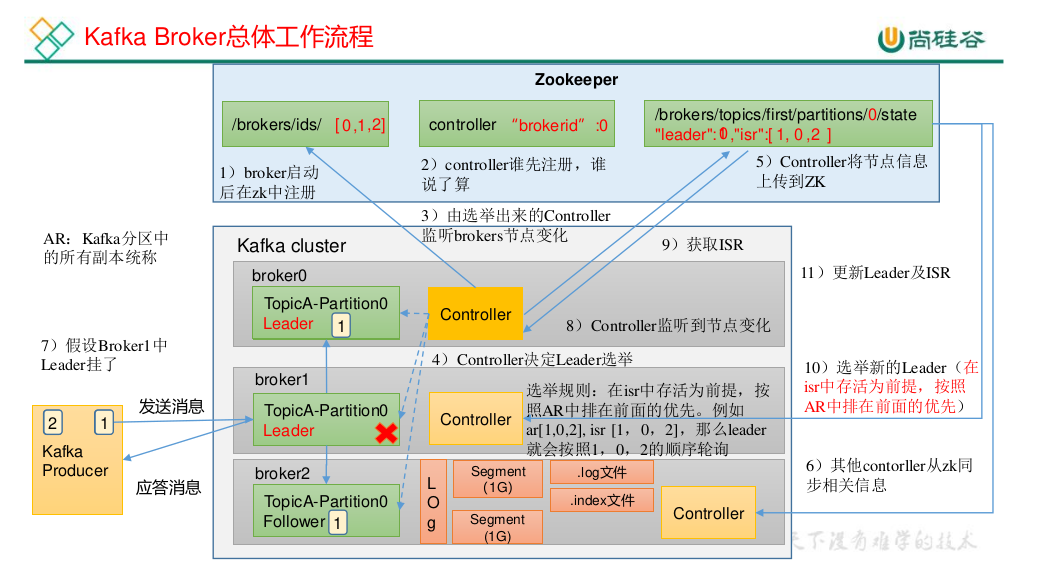 Kafka Broker总体工作流程
尚硅谷
Zookeeper
/brokers/ids/ [0,1,2]
controller “brokerid” :0
/brokers/topics/first/partitions/0/state
"leader": ,"isr":[ 1, 0 ,2 ]
1）broker启动
后在zk中注册
2）controller谁先注册，谁
说了算
5）Controller将节点信息
上传到ZK
3）由选举出来的Controller
监听brokers节点变化
AR：Kafka分区中
的所有副本统称
Kafka cluster
9）获取ISR
11）更新Leader及ISR
broker0
TopicA-Partition0
Leader
1
Controller
8）Controller监听到节点变化
7）假设Broker1中
Leader挂了
4）Controller决定Leader选举
broker1
TopicA-Partition0
Leader
Controller
选举规则：在isr中存活为前提，按
照AR中排在前面的优先。例如
ar[1,0,2], isr [1，0，2]，那么leader
就会按照1，0，2的顺序轮询
10）选举新的Leader（在
isr中存活为前提，按照
AR中排在前面的优先）
发送消息
2
1
Kafka
Producer
应答消息
broker2
TopicA-Partition0
Follower
1
LOg
Segment
(1G)
Segment
(1G)
.log文件
.index文件
Controller
6）其他contorller从zk同
步相关信息
天下没有难学的技术